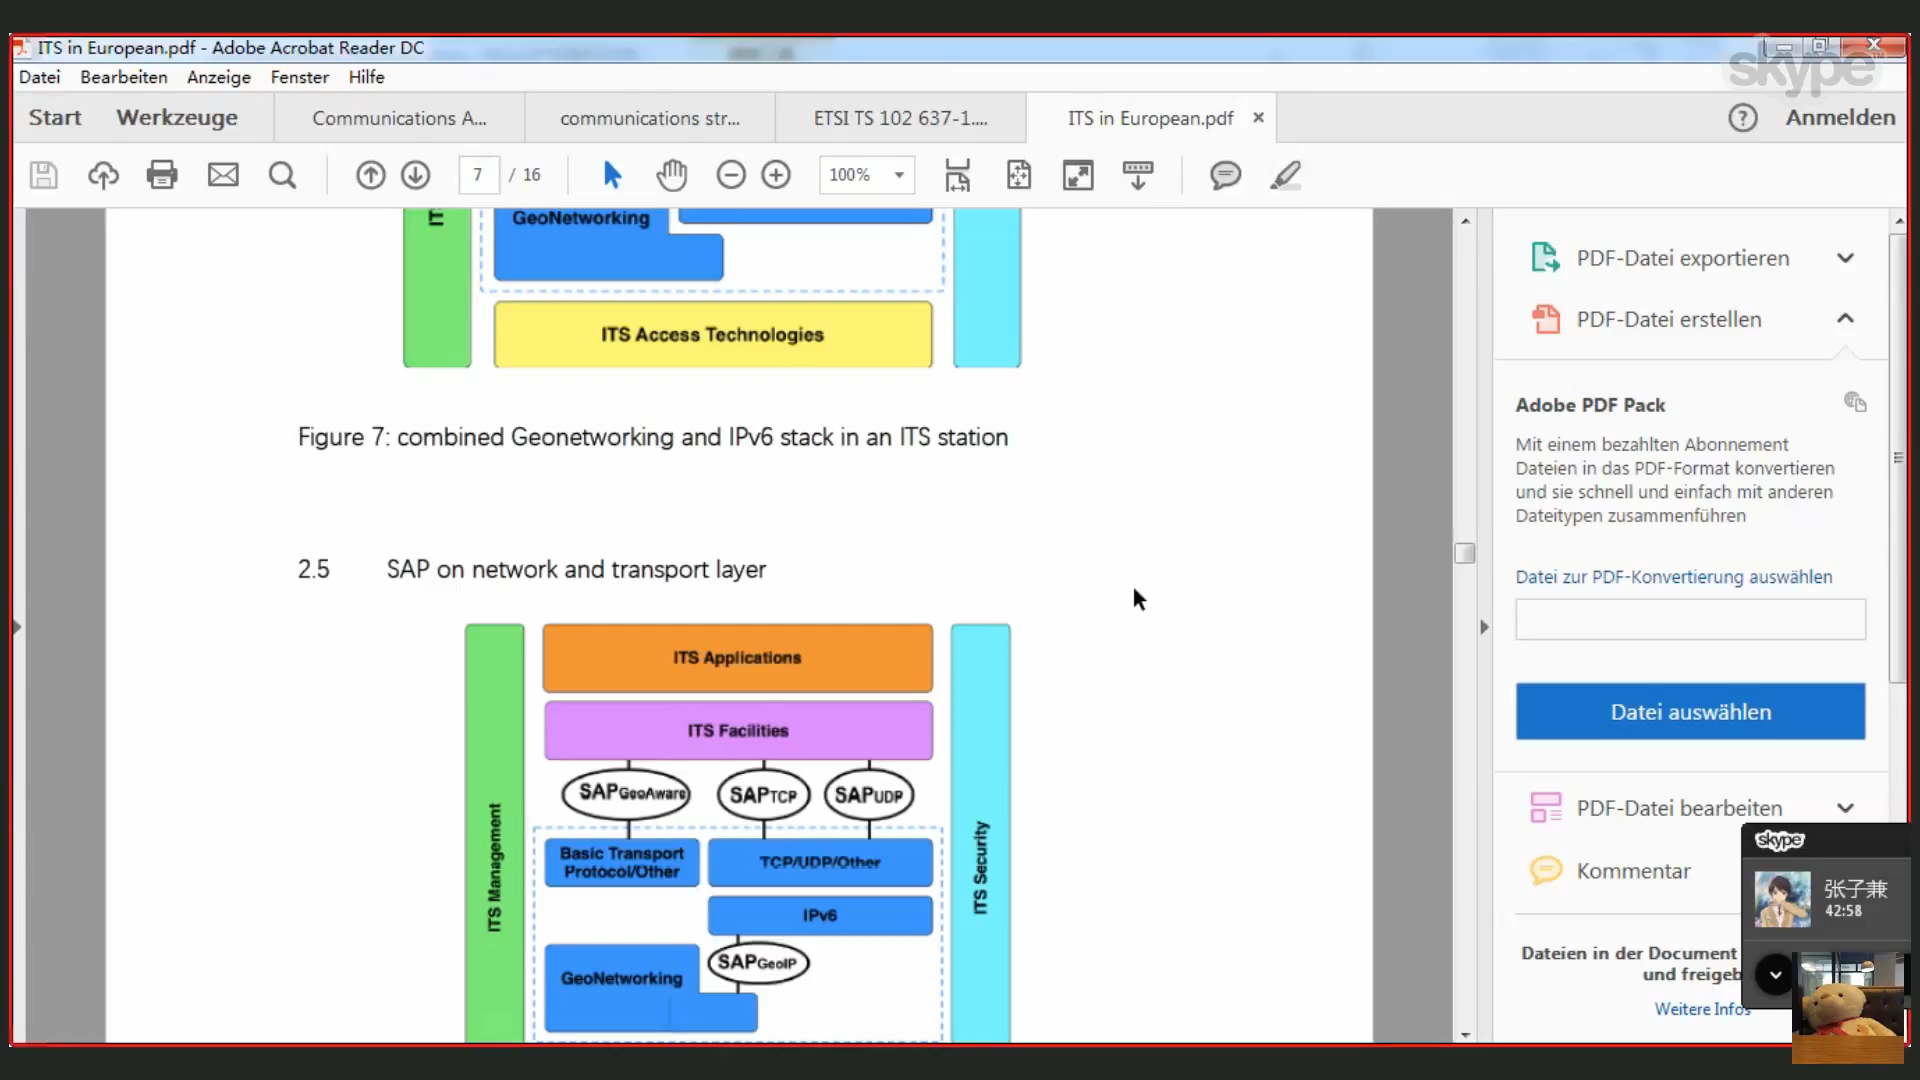 ITS in European.pdf - Adobe Acrobat Reader DC
skype
Datei Bearbeiten Anzeige Fenster Hilfe
Start Werkzeuge Communications A... communications str... ETSI TS 102 637-1.... ITS in European.pdf × ? Anmelden
7 / 16 100%
GeoNetworking
ITS Access Technologies
Figure 7: combined Geonetworking and IPv6 stack in an ITS station
2.5 SAP on network and transport layer
ITS Applications
ITS Facilities
SAPGeoAware SAPTCP SAPUDP
ITS Management
Basic Transport
Protocol/Other
TCP/UDP/Other
IPv6
SAPGeoIP
GeoNetworking
ITS Security
PDF-Datei exportieren
PDF-Datei erstellen
Adobe PDF Pack
Mit einem bezahlten Abonnement
Dateien in das PDF-Format konvertieren
und sie schnell und einfach mit anderen
Dateitypen zusammenführen
Datei zur PDF-Konvertierung auswählen
Datei auswählen
PDF-Datei bearbeiten
Kommentar
Dateien in der Document
und freigeb
Weitere Infos
skype
张子兼
42:58